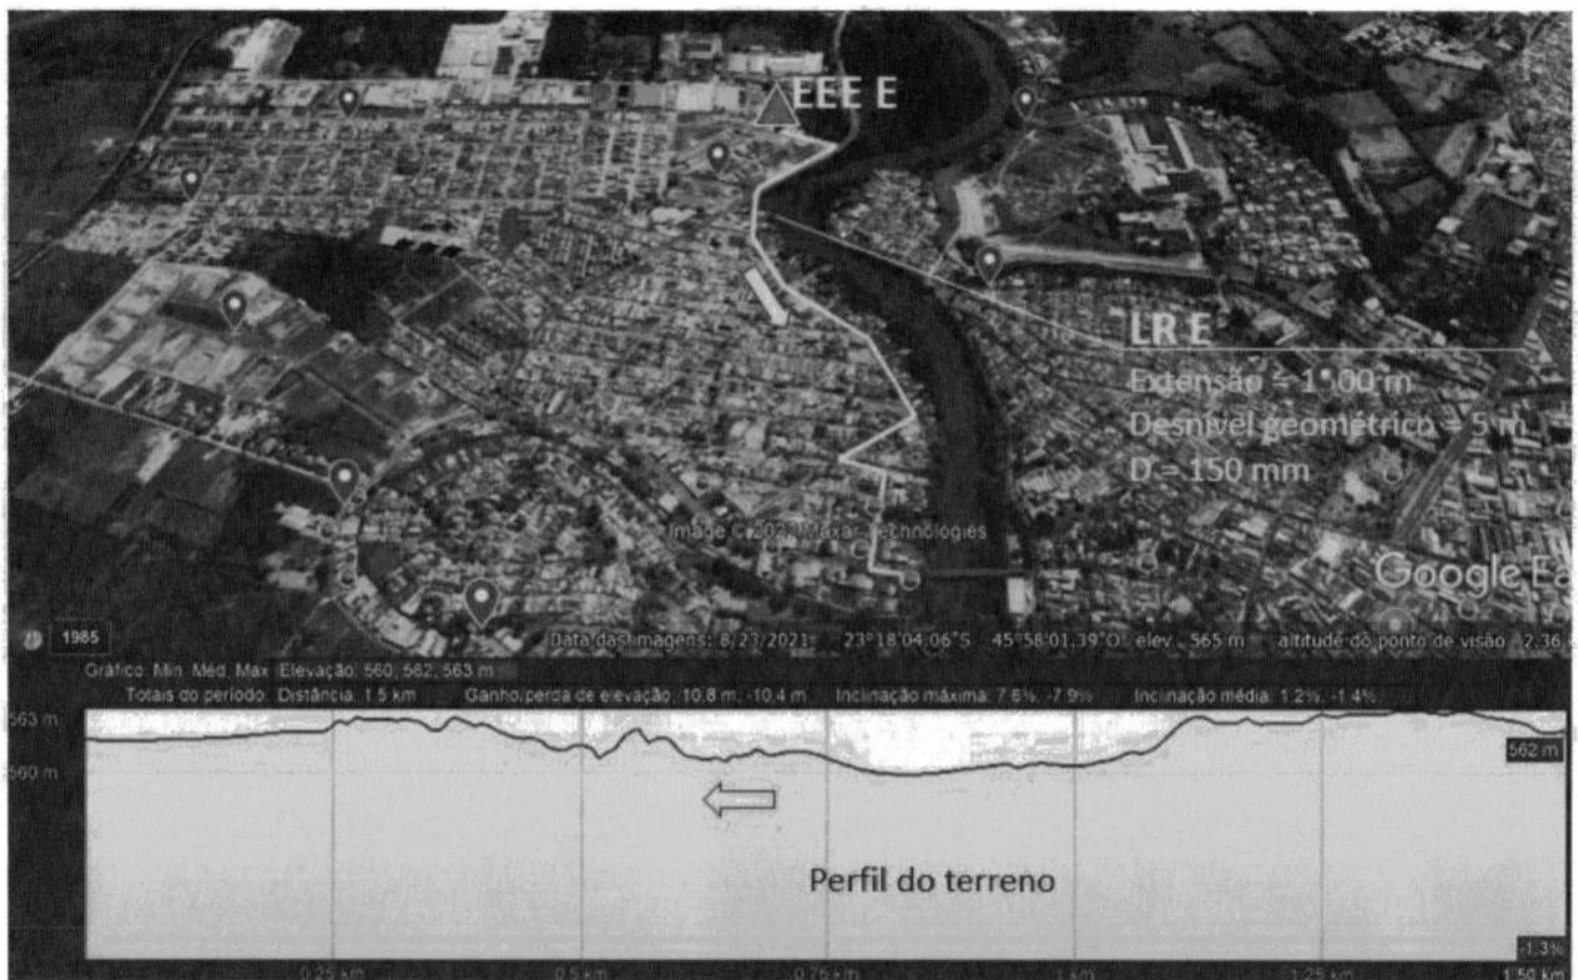 EEE E
LR E
Extensão = 1500 m
Desnível geométrico = 5 m
D = 150 mm
Image © Maxar Technologies
Google Ea
1985
Data das imagens: 8/23/2021 23°18'04.06"S 45°58'01.39"O elev. 565 m altitude do ponto de visão 2.36
Gráfico: Min, Méd, Max Elevação: 560, 562, 563 m
Totais do período: Distância: 1.5 km Ganho/perda de elevação: 10.8 m, -10.4 m Inclinação máxima: 7.6%, -7.9% Inclinação média: 1.2%, -1.4%
563 m
562 m
560 m
Perfil do terreno
-1.3%
0.25 km 0.5 km 0.75 km 1 km 1.25 km